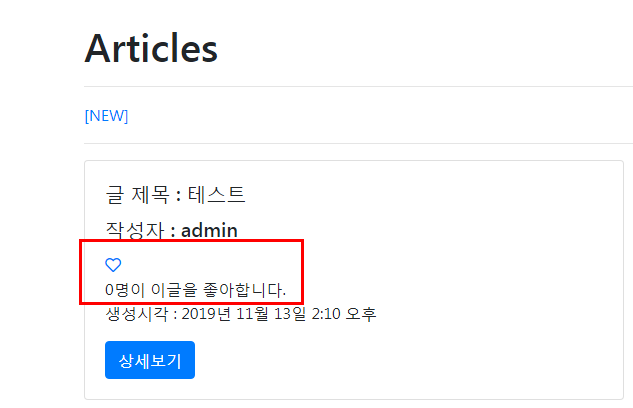 Articles
[NEW]
글 제목 : 테스트
작성자 : admin
0명이 이글을 좋아합니다.
생성시각 : 2019년 11월 13일 2:10 오후
상세보기